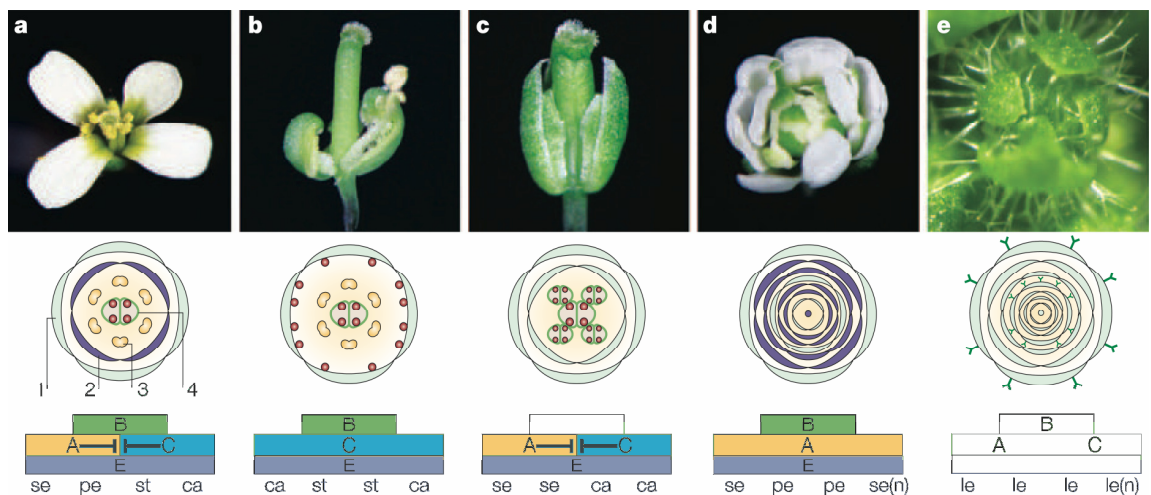 a b c d e
1 2 3 4
B B B B
A C C A C A A C
E E E E
se pe st ca ca st st ca se se ca ca se pe pe se(n) le le le le(n)